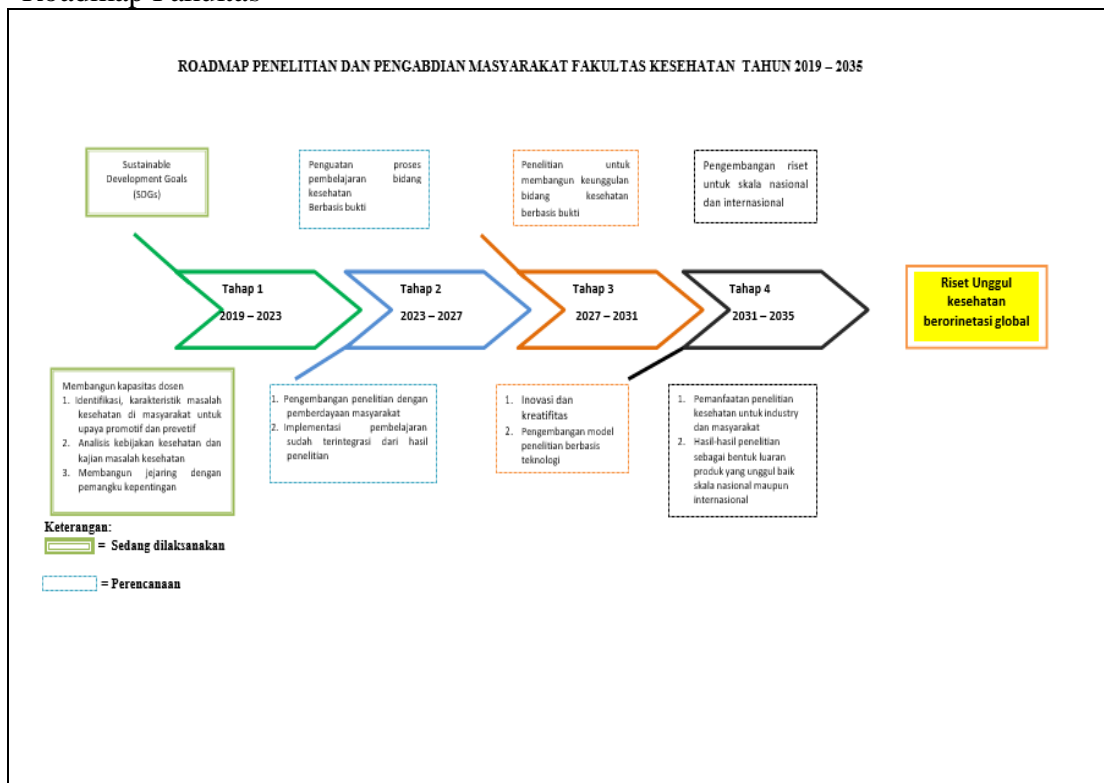 Roadmap Fakultas
ROADMAP PENELITIAN DAN PENGABDIAN MASYARAKAT FAKULTAS KESEHATAN TAHUN 2019 – 2035
Sustainable
Development Goals
(SDGs)
Penguatan proses
pembelajaran bidang
kesehatan
Berbasis bukti
Penelitian untuk
membangun keunggulan
bidang kesehatan
berbasis bukti
Pengembangan riset
untuk skala nasional
dan internasional
Tahap 1
2019 – 2023
Tahap 2
2023 – 2027
Tahap 3
2027 – 2031
Tahap 4
2031 – 2035
Riset Unggul
kesehatan
berorinetasi global
Membangun kapasitas dosen
1. Identifikasi, karakteristik masalah
kesehatan di masyarakat untuk
upaya promotif dan prevetif
2. Analisis kebijakan kesehatan dan
kajian masalah kesehatan
3. Membangun jejaring dengan
pemangku kepentingan
1. Pengembangan penelitian dengan
pemberdayaan masyarakat
2. Implementasi pembelajaran
sudah terintegrasi dari hasil
penelitian
1. Inovasi dan
kreatifitas
2. Pengembangan model
penelitian berbasis
teknologi
1. Pemanfaatan penelitian
kesehatan untuk industry
dan masyarakat
2. Hasil-hasil penelitian
sebagai bentuk luaran
produk yang unggul baik
skala nasional maupun
internasional
Keterangan:
= Sedang dilaksanakan
= Perencanaan